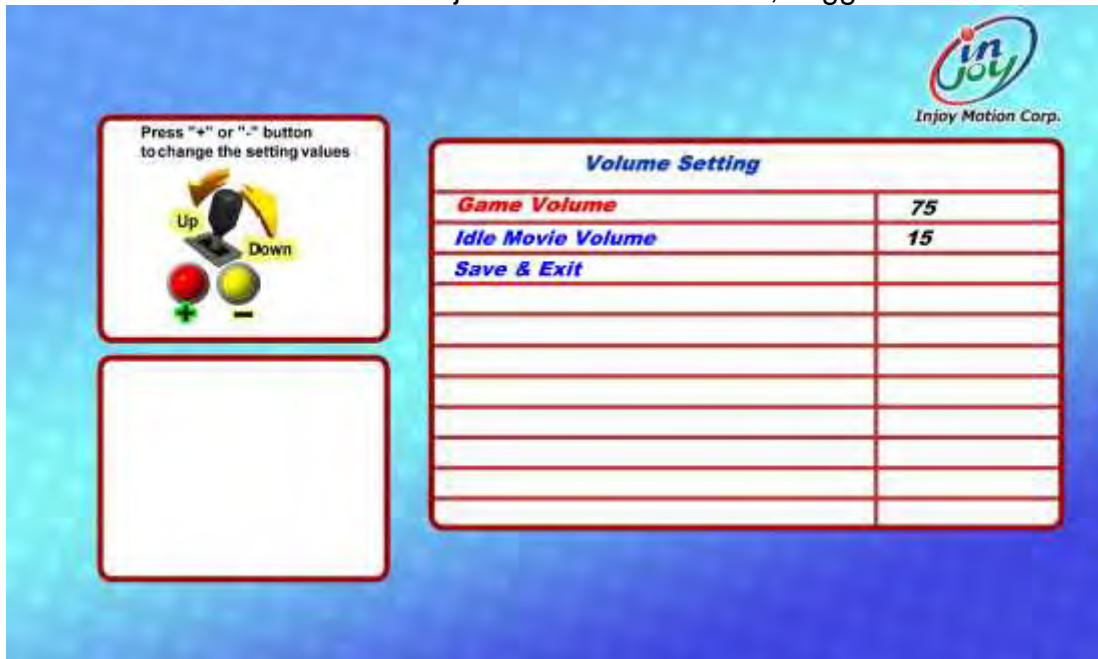 in
joy
Injoy Motion Corp.
Press "+" or "-" button
to change the setting values
Up
Down
+ -
Volume Setting
Game Volume 75
Idle Movie Volume 15
Save & Exit